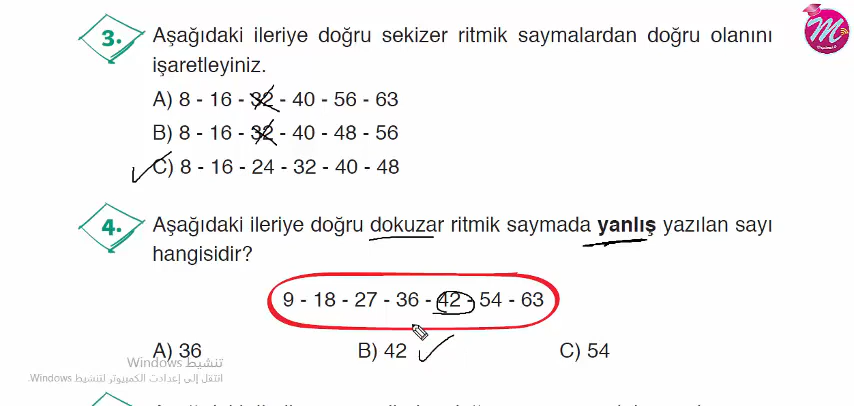 3. Aşağıdaki ileriye doğru sekizer ritmik saymalardan doğru olanını
işaretleyiniz.
A) 8 - 16 - 32 - 40 - 56 - 63
B) 8 - 16 - 32 - 40 - 48 - 56
C) 8 - 16 - 24 - 32 - 40 - 48
4. Aşağıdaki ileriye doğru dokuzar ritmik saymada yanlış yazılan sayı
hangisidir?
9 - 18 - 27 - 36 - 42 - 54 - 63
A) 36 B) 42 C) 54
تنشيط Windows
انتقل إلى إعدادات الكمبيوتر لتنشيط Windows.
M